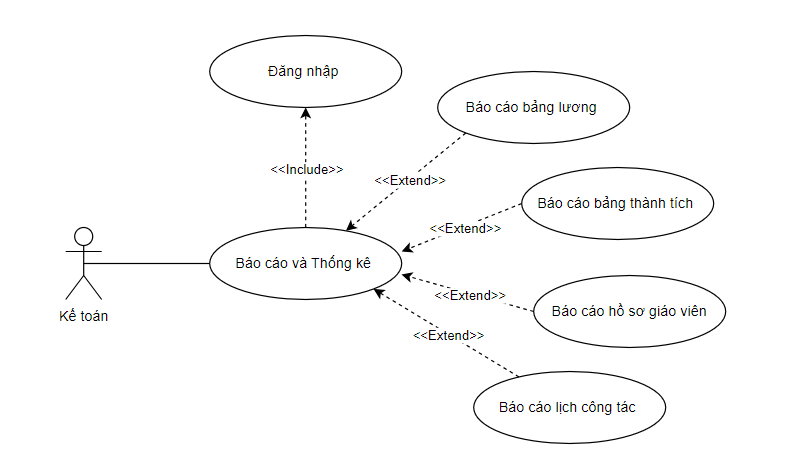 Đăng nhập
Báo cáo bảng lương
<<Include>>
<<Extend>>
Báo cáo bảng thành tích
<<Extend>>
Báo cáo và Thống kê
<<Extend>>
Báo cáo hồ sơ giáo viên
Kế toán
<<Extend>>
Báo cáo lịch công tác